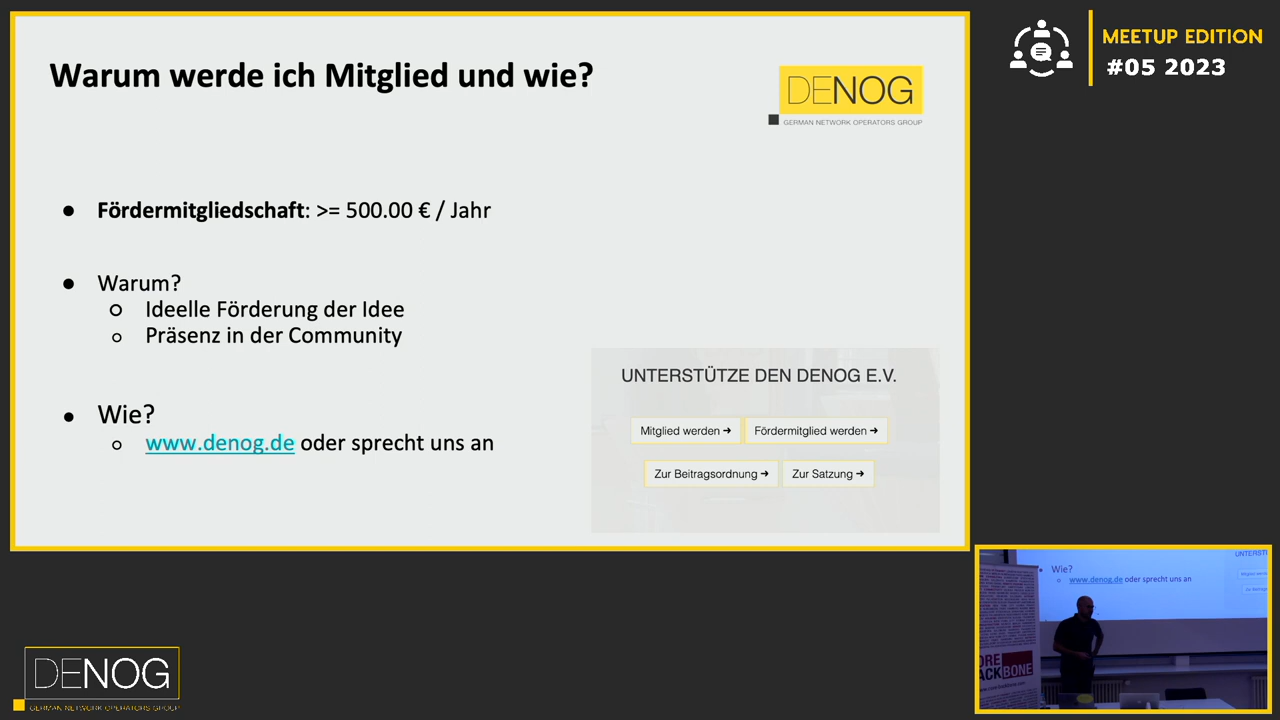 Warum werde ich Mitglied und wie?
DENOG
GERMAN NETWORK OPERATORS GROUP
● Fördermitgliedschaft: >= 500.00 € / Jahr
● Warum?
○ Ideelle Förderung der Idee
○ Präsenz in der Community
● Wie?
○ www.denog.de oder sprecht uns an
UNTERSTÜTZE DEN DENOG E.V.
Mitglied werden → Fördermitglied werden →
Zur Beitragsordnung → Zur Satzung →
MEETUP EDITION
#05 2023
DENOG
GERMAN NETWORK OPERATORS GROUP
Wie?
www.denog.de oder sprecht uns an
ORE
BONE